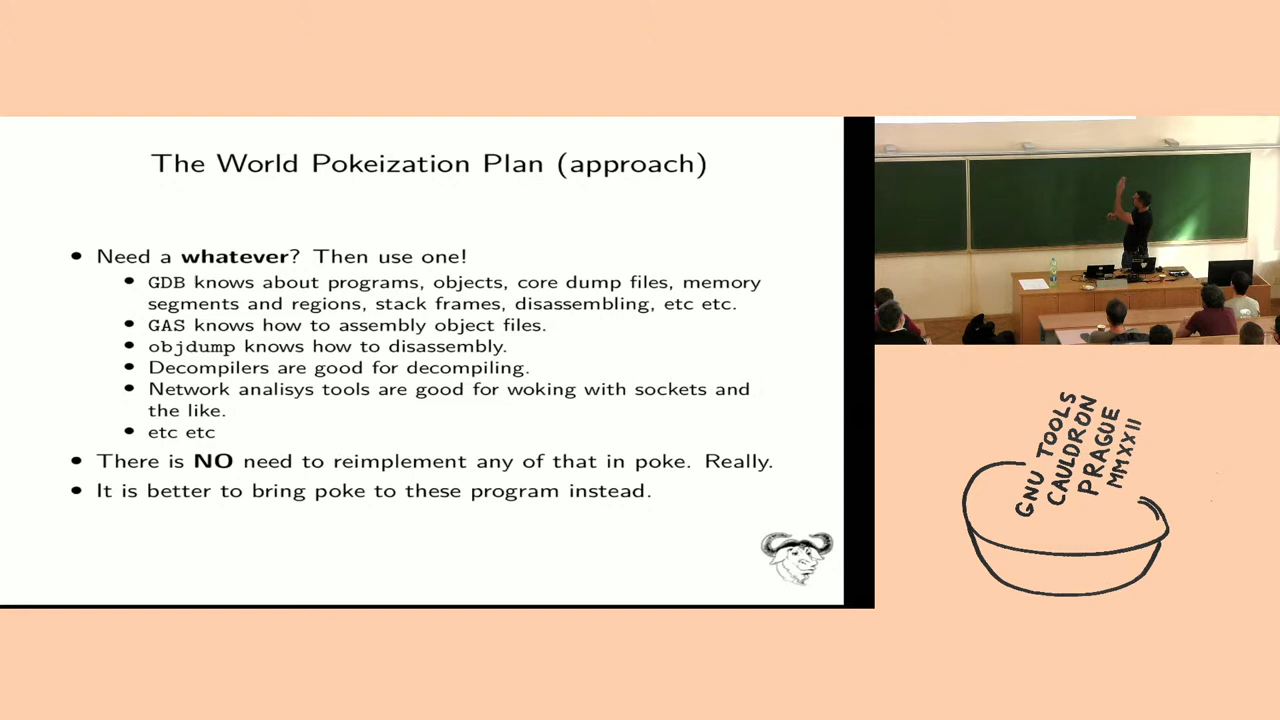 The World Pokeization Plan (approach)
• Need a whatever? Then use one!
• GDB knows about programs, objects, core dump files, memory
segments and regions, stack frames, disassembling, etc etc.
• GAS knows how to assembly object files.
• objdump knows how to disassembly.
• Decompilers are good for decompiling.
• Network analisys tools are good for woking with sockets and
the like.
• etc etc
• There is NO need to reimplement any of that in poke. Really.
• It is better to bring poke to these program instead.
GNU TOOLS
CAULDRON
PRAGUE
MMXXII